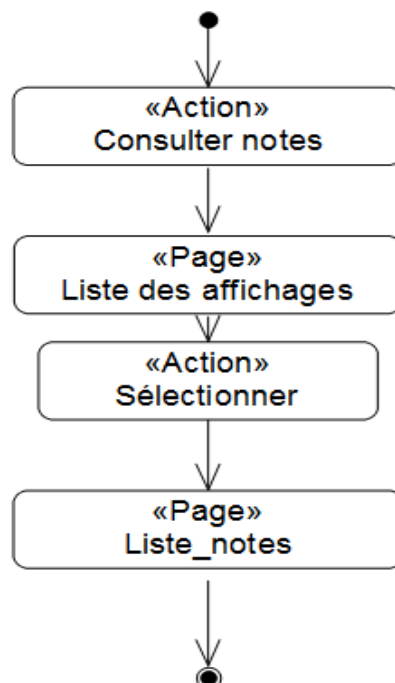 «Action»
Consulter notes
«Page»
Liste des affichages
«Action»
Sélectionner
«Page»
Liste_notes